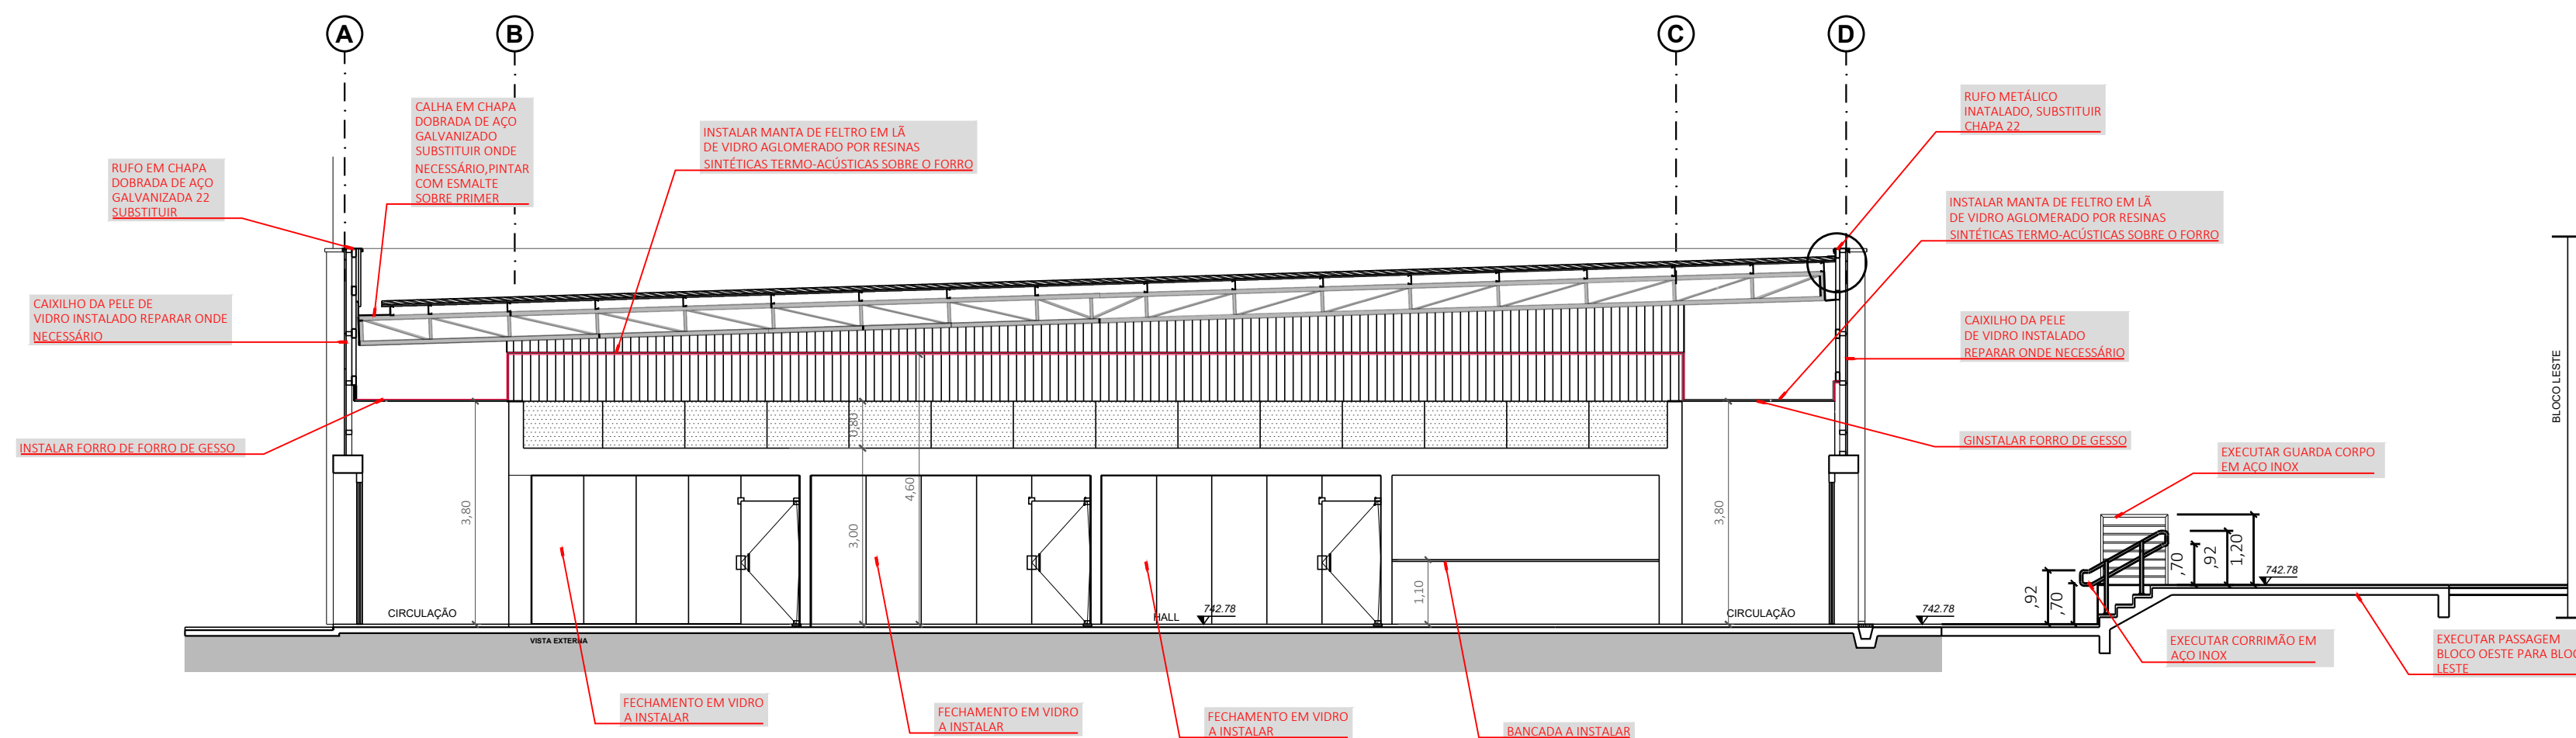 A
B
C
D
CALHA EM CHAPA
DOBRADA DE AÇO
GALVANIZADO
SUBSTITUIR ONDE
NECESSÁRIO,PINTAR
COM ESMALTE
SOBRE PRIMER
RUFO EM CHAPA
DOBRADA DE AÇO
GALVANIZADA 22
SUBSTITUIR
INSTALAR MANTA DE FELTRO EM LÃ
DE VIDRO AGLOMERADO POR RESINAS
SINTÉTICAS TERMO-ACÚSTICAS SOBRE O FORRO
RUFO METÁLICO
INATALADO, SUBSTITUIR
CHAPA 22
INSTALAR MANTA DE FELTRO EM LÃ
DE VIDRO AGLOMERADO POR RESINAS
SINTÉTICAS TERMO-ACÚSTICAS SOBRE O FORRO
CAIXILHO DA PELE DE
VIDRO INSTALADO REPARAR ONDE
NECESSÁRIO
CAIXILHO DA PELE
DE VIDRO INSTALADO
REPARAR ONDE NECESSÁRIO
BLOCO LESTE
INSTALAR FORRO DE FORRO DE GESSO
GINSTALAR FORRO DE GESSO
EXECUTAR GUARDA CORPO
EM AÇO INOX
0,80
4,60
3,80
3,00
3,80
1,10
,92
,70
,70
,92
1,20
742.78
CIRCULAÇÃO
HALL
742.78
CIRCULAÇÃO
742.78
VISTA EXTERNA
EXECUTAR CORRIMÃO EM
AÇO INOX
EXECUTAR PASSAGEM
BLOCO OESTE PARA BLOC
LESTE
FECHAMENTO EM VIDRO
A INSTALAR
FECHAMENTO EM VIDRO
A INSTALAR
FECHAMENTO EM VIDRO
A INSTALAR
BANCADA A INSTALAR